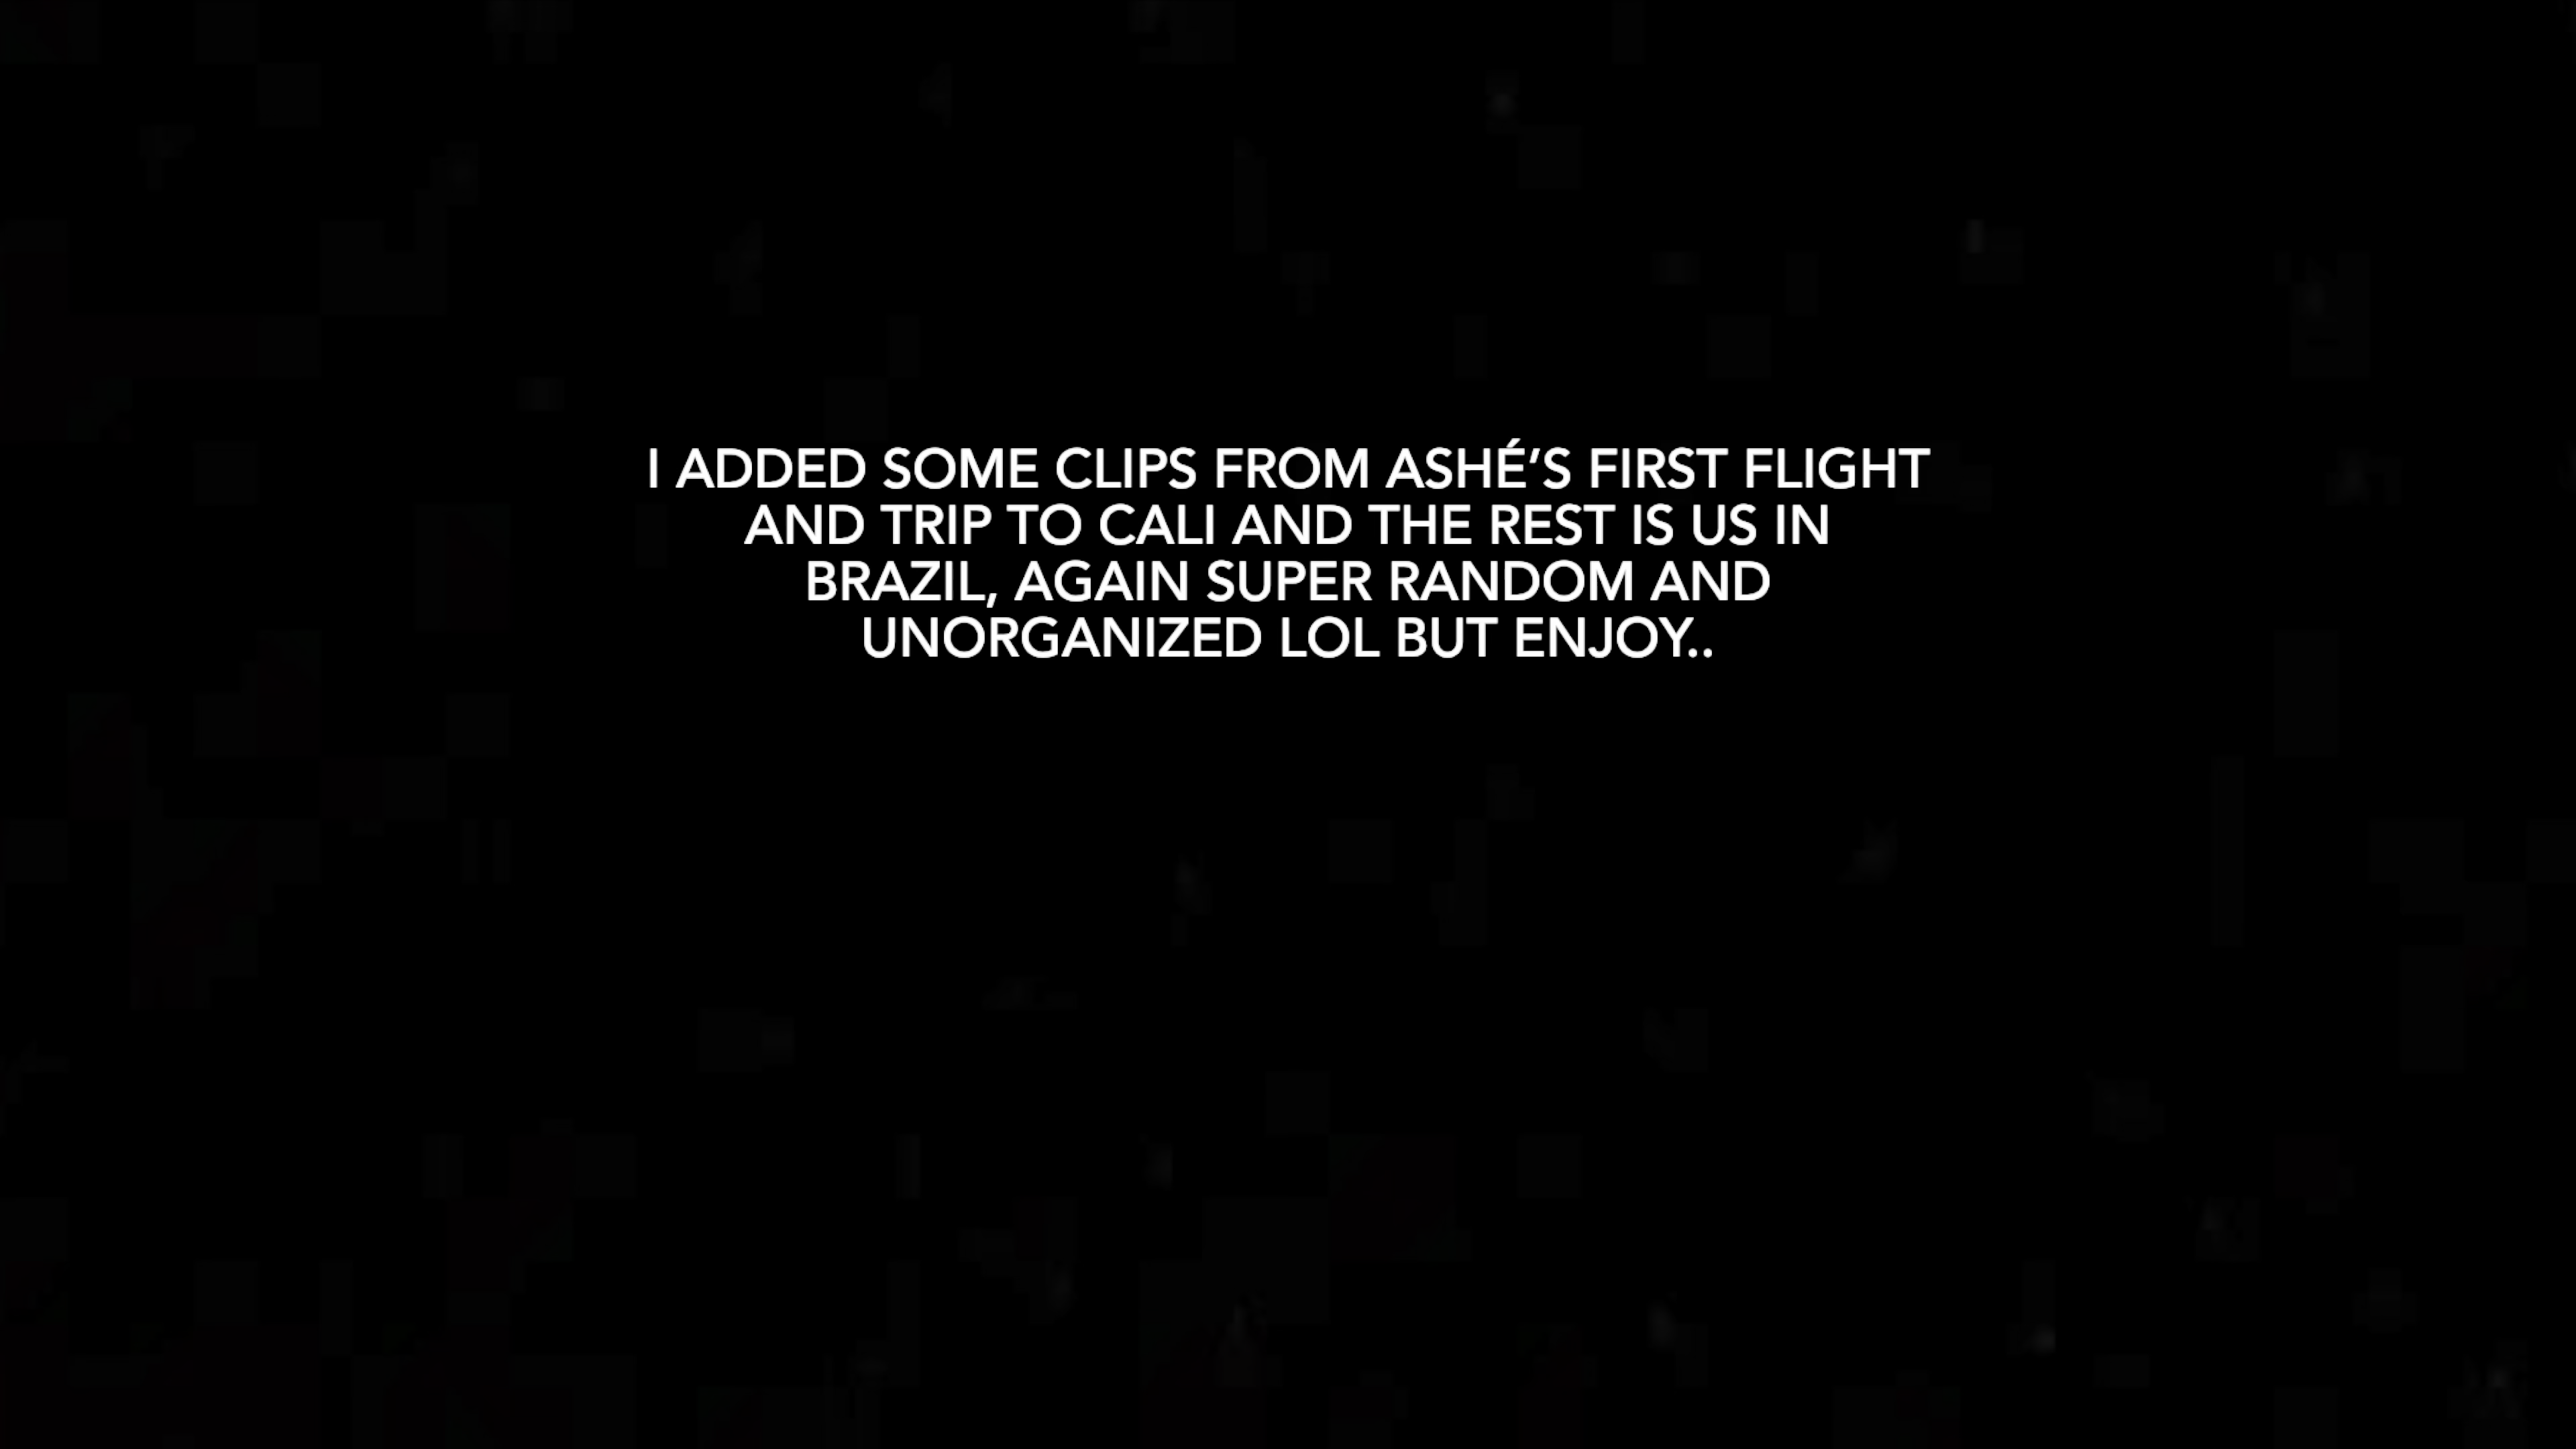 I ADDED SOME CLIPS FROM ASHÉ’S FIRST FLIGHT
AND TRIP TO CALI AND THE REST IS US IN
BRAZIL, AGAIN SUPER RANDOM AND
UNORGANIZED LOL BUT ENJOY..